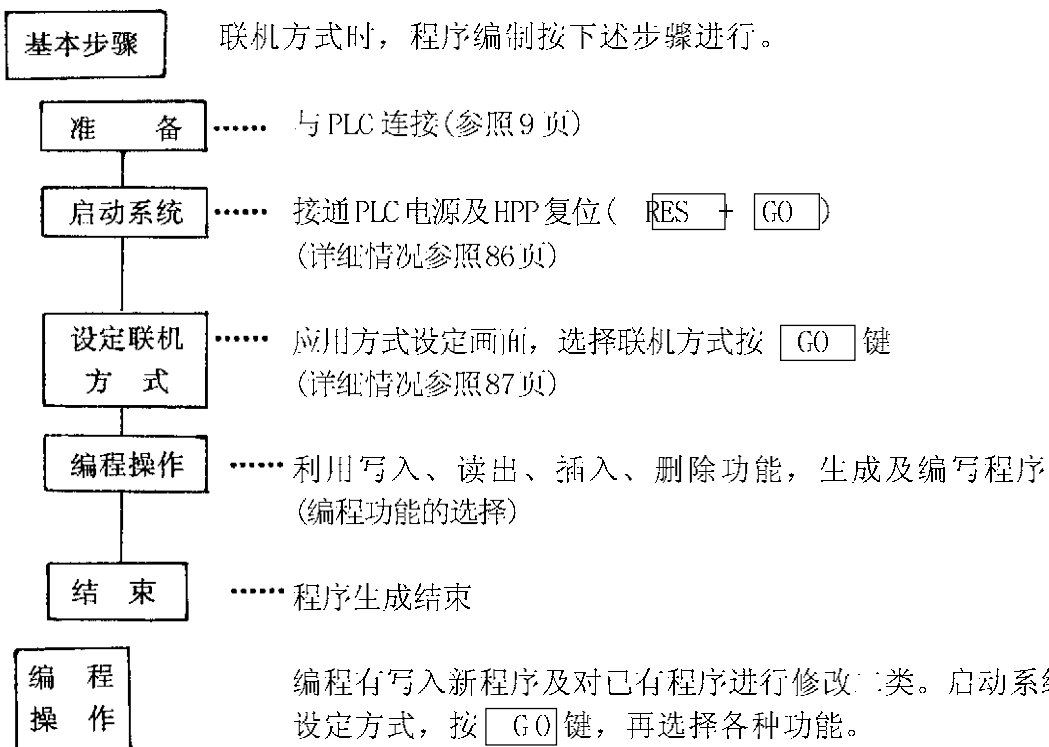 基本步骤 联机方式时，程序编制按下述步骤进行。
准 备 …… 与PLC连接(参照9页)
启动系统 …… 接通PLC电源及HPP复位( RES + GO )
(详细情况参照86页)
设定联机 …… 应用方式设定画面，选择联机方式按 GO 键
方 式 (详细情况参照87页)
编程操作 …… 利用写入、读出、插入、删除功能，生成及编写程序
(编程功能的选择)
结 束 …… 程序生成结束
编 程 编程有写入新程序及对已有程序进行修改二类。启动系
操 作 设定方式，按 GO 键，再选择各种功能。